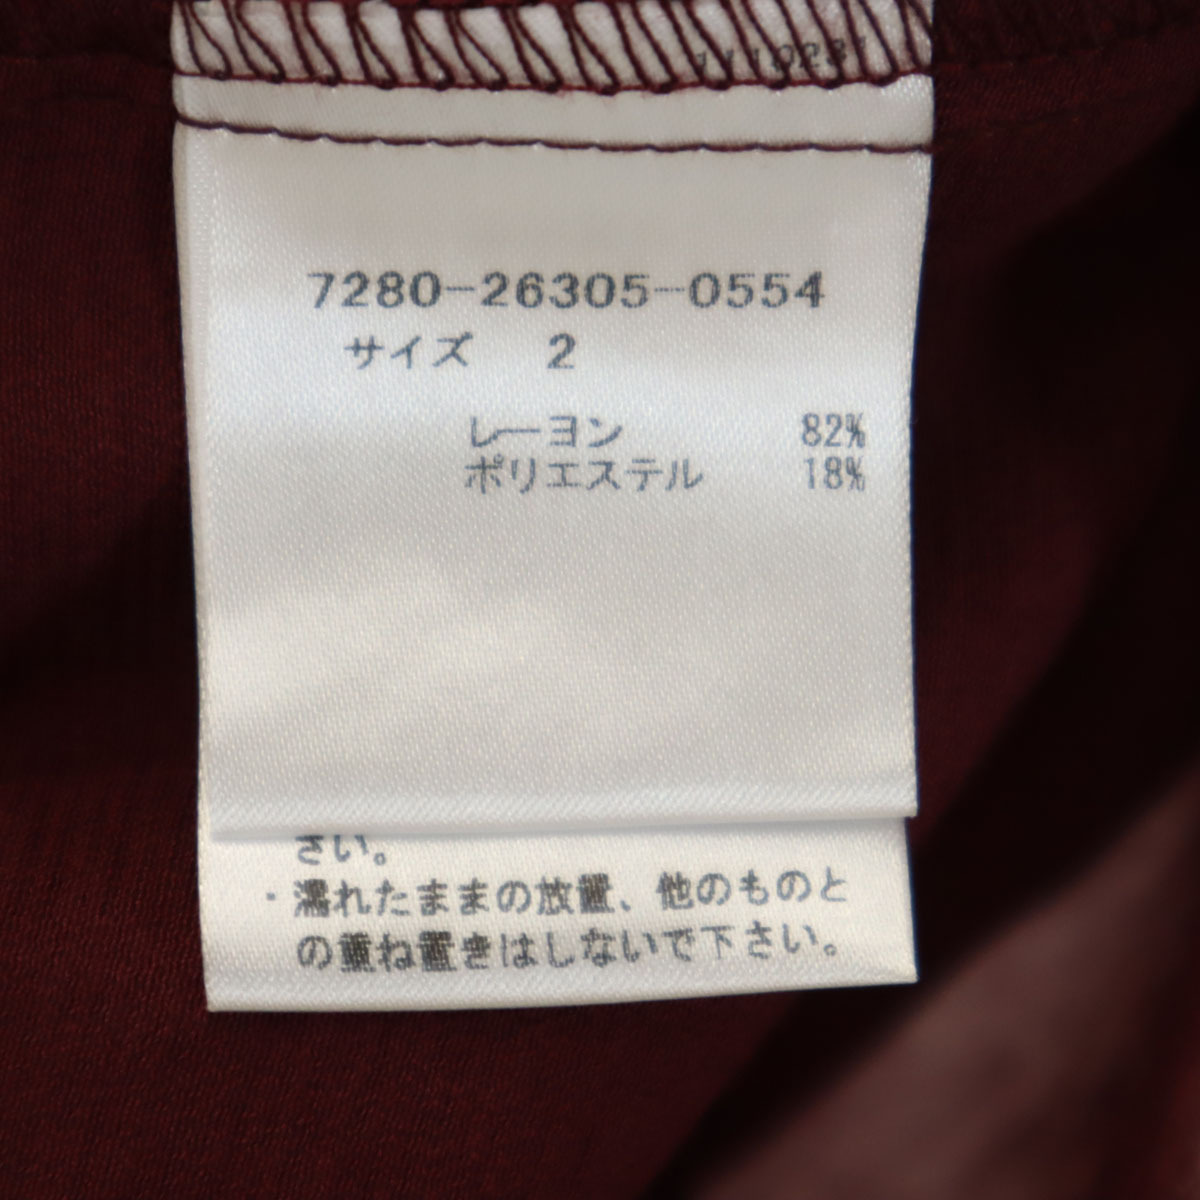 7280-26305-0554
サイズ 2
レーヨン 82%
ポリエステル 18%
さい。
・濡れたままの放置、他のものと
の重ね置きはしないで下さい。